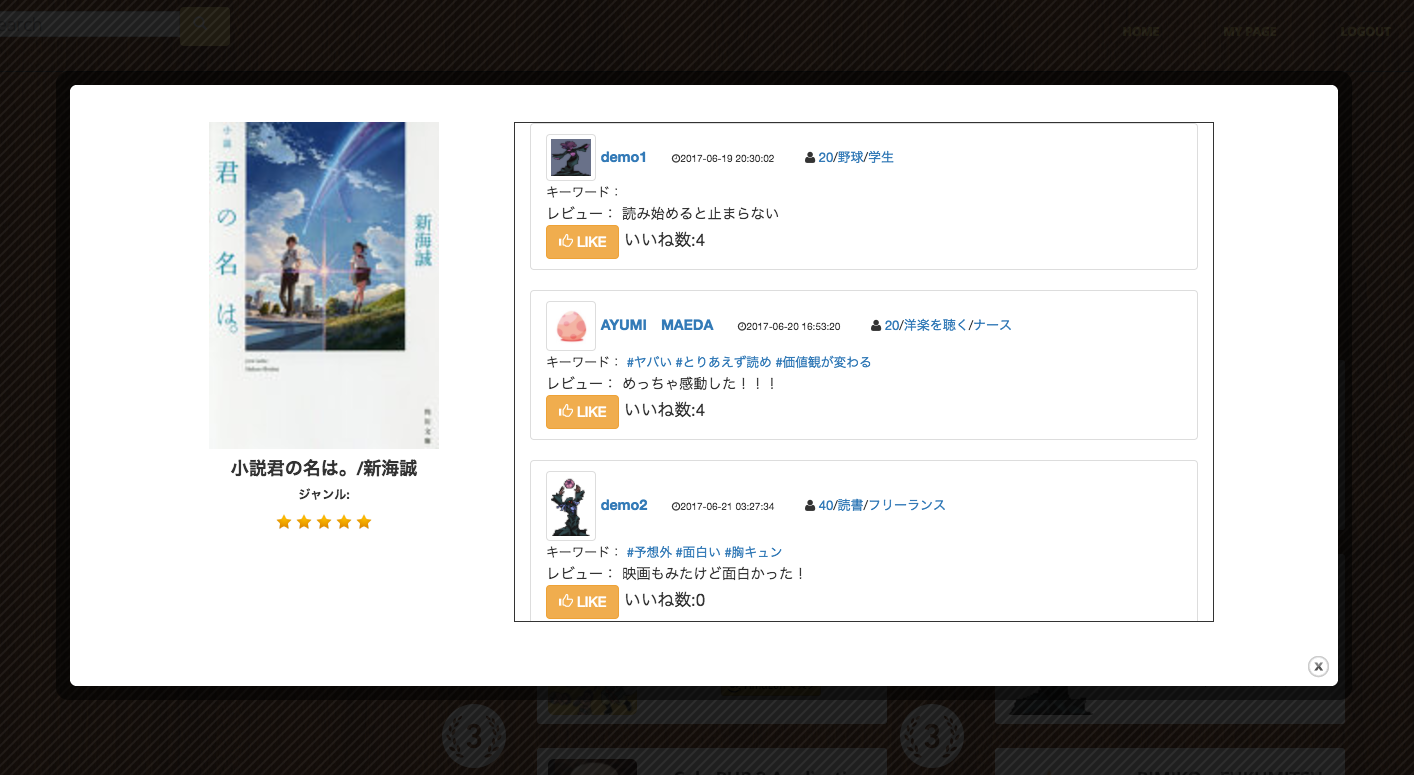 search
HOME
MY PAGE
LOGOUT
小説
君の名は。
新海誠
角川文庫
小説君の名は。/新海誠
ジャンル:
demo1 2017-06-19 20:30:02 20/野球/学生
キーワード：
レビュー： 読み始めると止まらない
LIKE いいね数:4
AYUMI　MAEDA 2017-06-20 16:53:20 20/洋楽を聴く/ナース
キーワード： #ヤバい #とりあえず読め #価値観が変わる
レビュー： めっちゃ感動した！！！
LIKE いいね数:4
demo2 2017-06-21 03:27:34 40/読書/フリーランス
キーワード： #予想外 #面白い #胸キュン
レビュー： 映画もみたけど面白かった！
LIKE いいね数:0
x
3
3